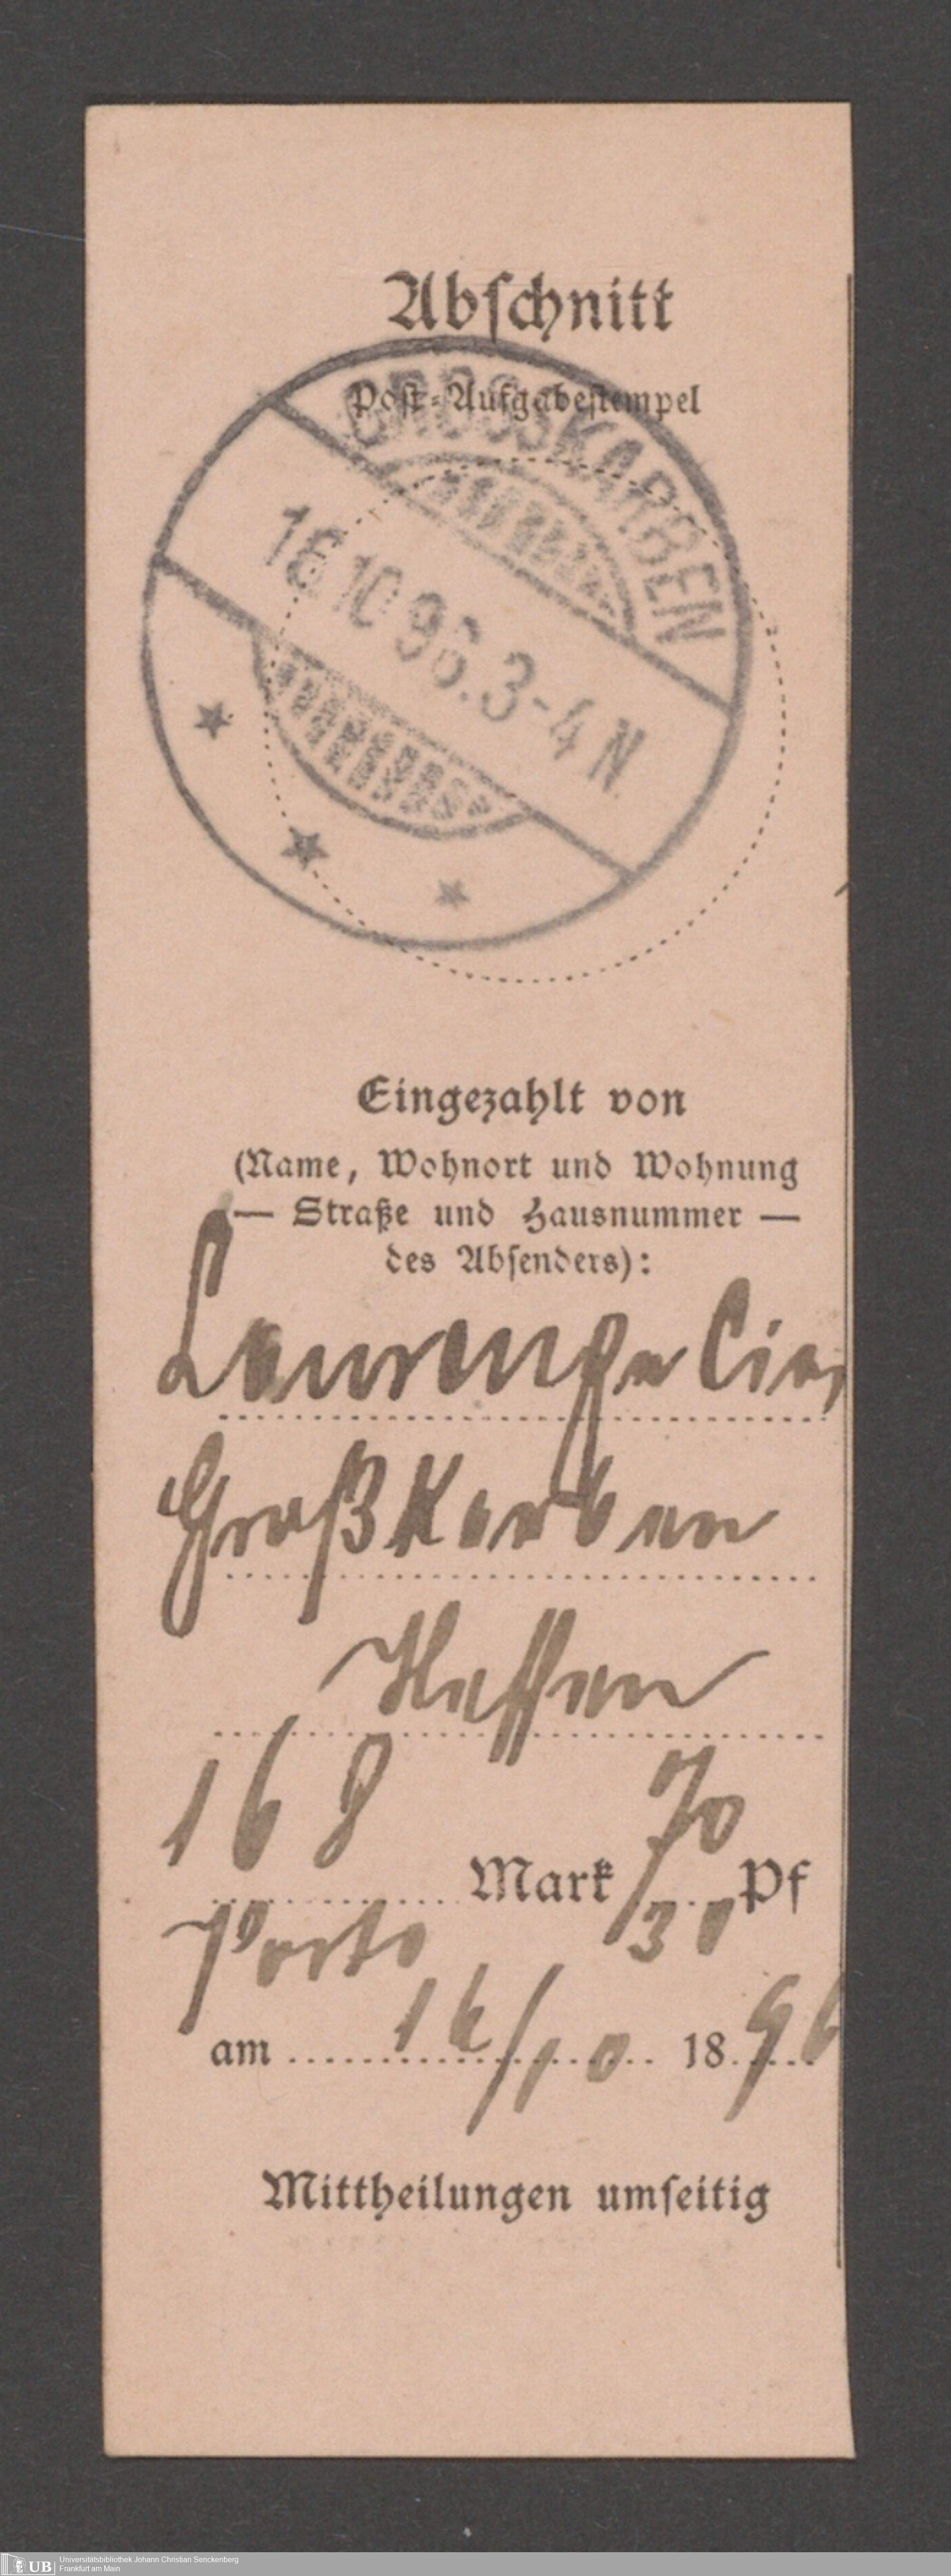 Abschnitt
Post-Aufgabestempel
GROSSKARBEN
16 10 96. 3-4 N.
Eingezahlt von
(Name, Wohnort und Wohnung
— Straße und Hausnummer —
des Absenders):
Groß Karben
Hessen
168 Mark 70 Pf
Porto 30
am 16/10 1896
Mittheilungen umseitig
UB Universitätsbibliothek Johann Christian Senckenberg
Frankfurt am Main